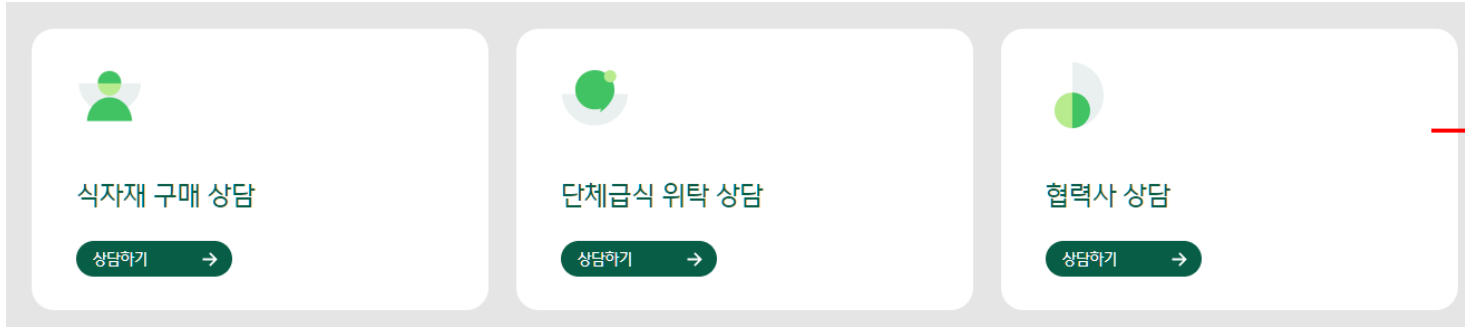 식자재 구매 상담
단체급식 위탁 상담
협력사 상담
상담하기 →
상담하기 →
상담하기 →